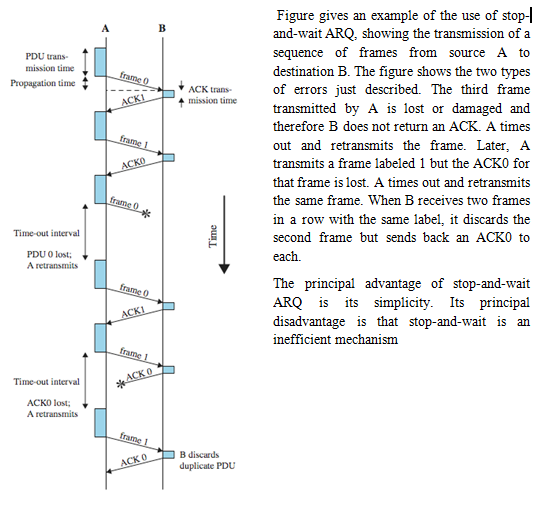 A
B
PDU trans-
mission time
Propagation time
frame 0
ACK trans-
mission time
ACK1
frame 1
ACK0
frame 0
Time
Time-out interval
PDU 0 lost;
A retransmits
frame 0
ACK1
frame 1
ACK 0
Time-out interval
ACK0 lost;
A retransmits
frame 1
ACK 0
B discards
duplicate PDU
Figure gives an example of the use of stop-
and-wait ARQ, showing the transmission of a
sequence of frames from source A to
destination B. The figure shows the two types
of errors just described. The third frame
transmitted by A is lost or damaged and
therefore B does not return an ACK. A times
out and retransmits the frame. Later, A
transmits a frame labeled 1 but the ACK0 for
that frame is lost. A times out and retransmits
the same frame. When B receives two frames
in a row with the same label, it discards the
second frame but sends back an ACK0 to
each.
The principal advantage of stop-and-wait
ARQ is its simplicity. Its principal
disadvantage is that stop-and-wait is an
inefficient mechanism